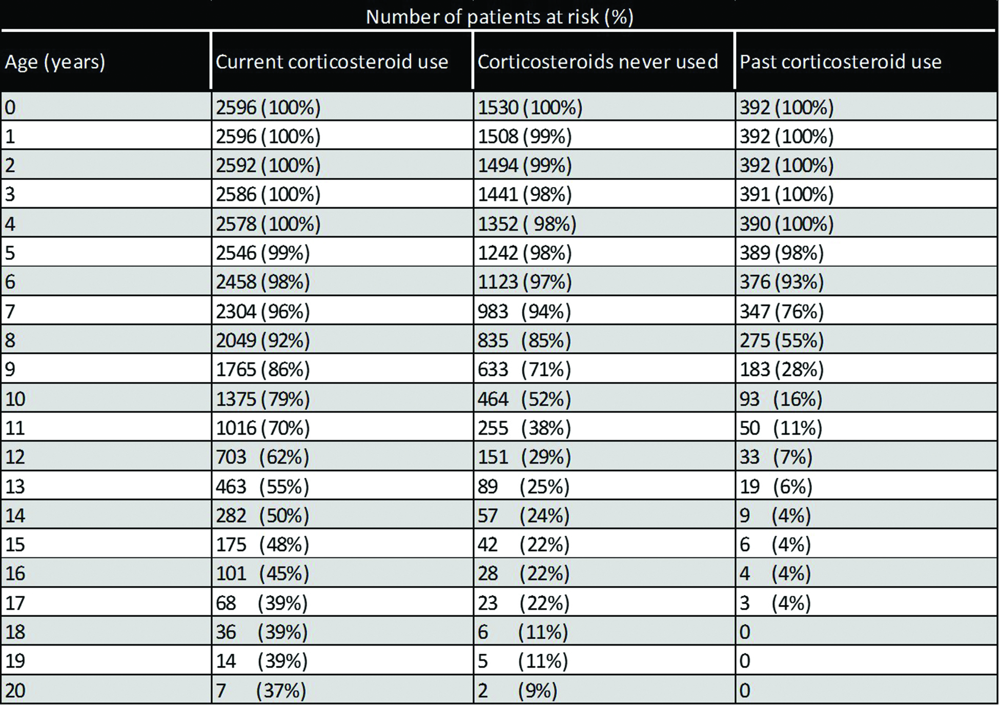 Number of patients at risk (%)
Age (years) Current corticosteroid use Corticosteroids never used Past corticosteroid use
0 2596 (100%) 1530 (100%) 392 (100%)
1 2596 (100%) 1508 (99%) 392 (100%)
2 2592 (100%) 1494 (99%) 392 (100%)
3 2586 (100%) 1441 (98%) 391 (100%)
4 2578 (100%) 1352 ( 98%) 390 (100%)
5 2546 (99%) 1242 (98%) 389 (98%)
6 2458 (98%) 1123 (97%) 376 (93%)
7 2304 (96%) 983 (94%) 347 (76%)
8 2049 (92%) 835 (85%) 275 (55%)
9 1765 (86%) 633 (71%) 183 (28%)
10 1375 (79%) 464 (52%) 93 (16%)
11 1016 (70%) 255 (38%) 50 (11%)
12 703 (62%) 151 (29%) 33 (7%)
13 463 (55%) 89 (25%) 19 (6%)
14 282 (50%) 57 (24%) 9 (4%)
15 175 (48%) 42 (22%) 6 (4%)
16 101 (45%) 28 (22%) 4 (4%)
17 68 (39%) 23 (22%) 3 (4%)
18 36 (39%) 6 (11%) 0
19 14 (39%) 5 (11%) 0
20 7 (37%) 2 (9%) 0